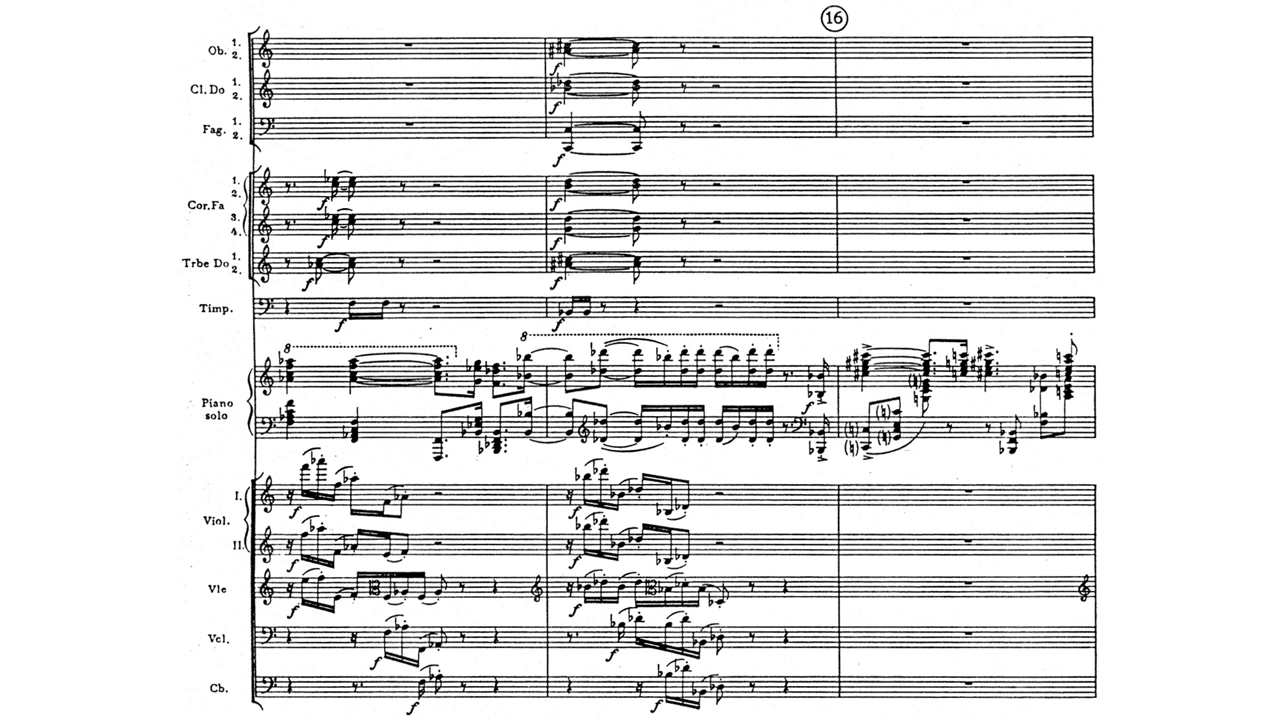 16
Ob. 1. 2.
Cl. Do 1. 2.
Fag. 1. 2.
f
f
f
Cor. Fa 1. 2. 3. 4.
f
f
f
f
Trbe Do 1. 2.
f
f
Timp.
f
f
8
8
Piano solo
f
Viol. I. II.
f
f
f
f
Vle
f
f
Vcl.
f
f
Cb.
f
f